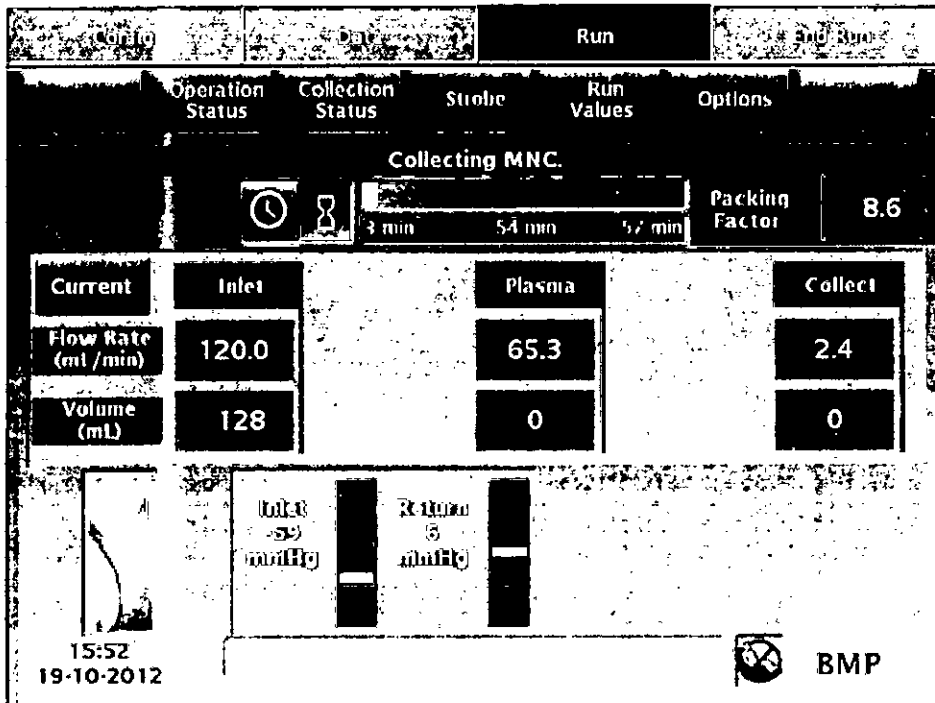 Config Data Run End Run
Operation Status Collection Status Strobe Run Values Options
Collecting MNC.
3 min 54 min 57 min Packing Factor 8.6
Current Inlet Plasma Collect
Flow Rate (mL/min) 120.0 65.3 2.4
Volume (mL) 128 0 0
Inlet -59 mmHg Return 6 mmHg
15:52
19-10-2012
BMP